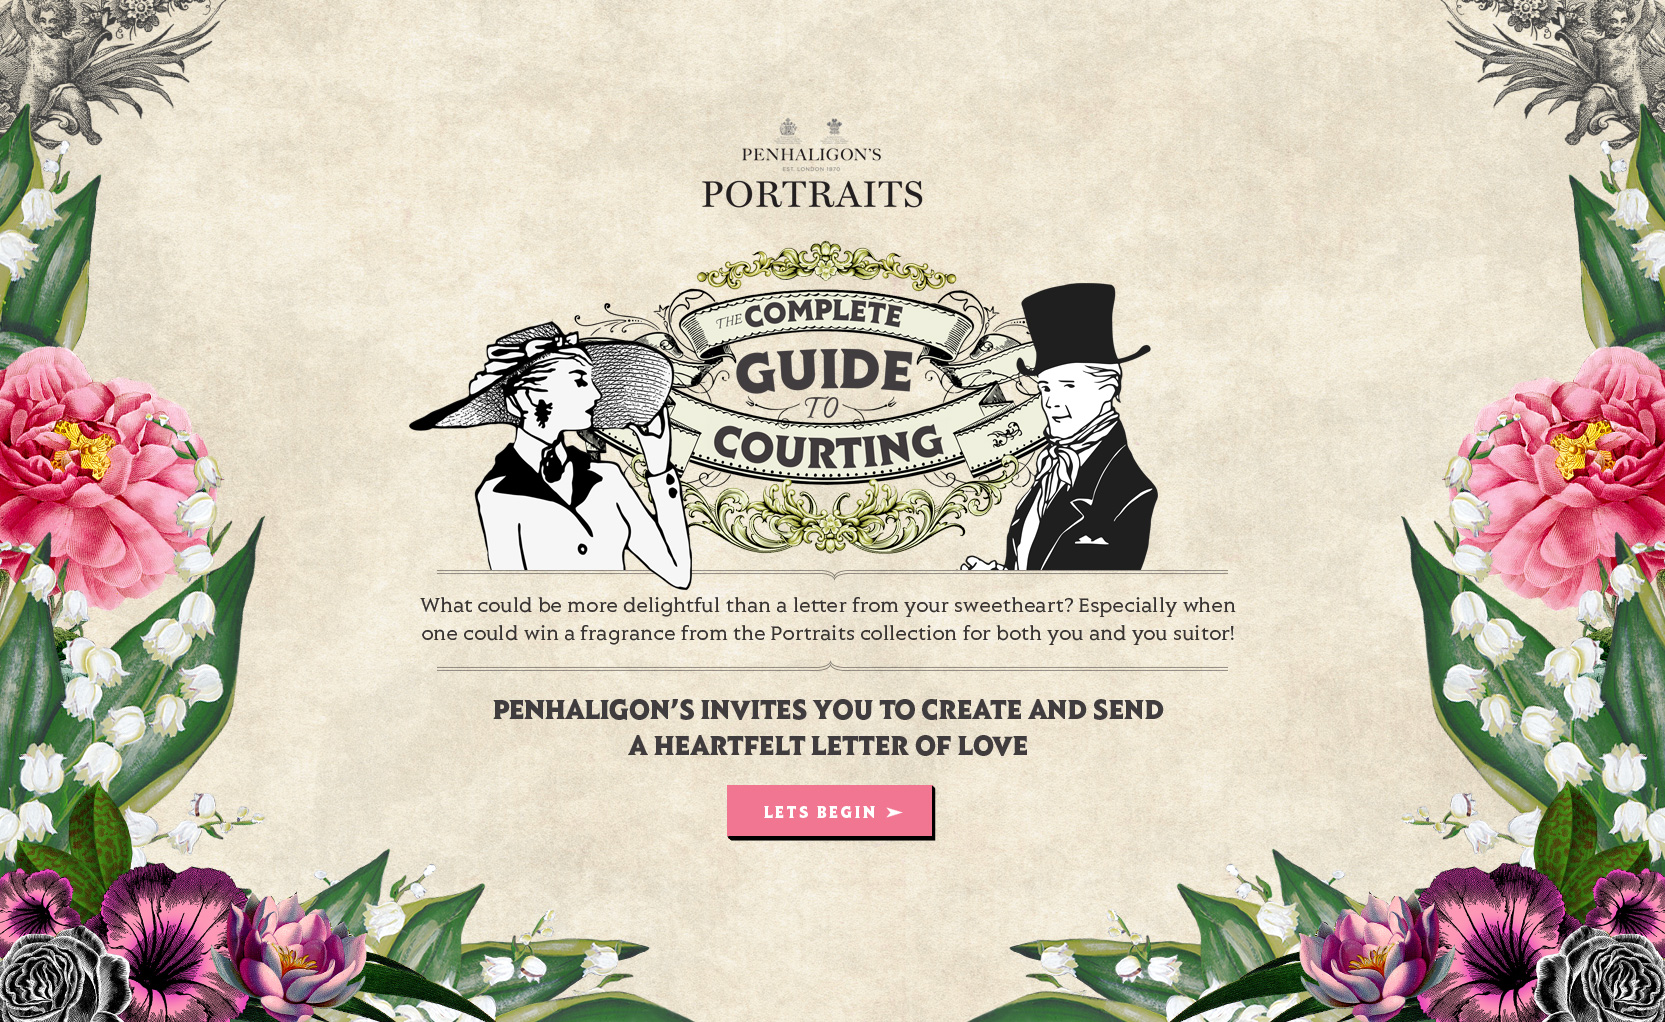 PENHALIGON'S
EST. LONDON 1870
PORTRAITS
THE COMPLETE
GUIDE
TO
COURTING
What could be more delightful than a letter from your sweetheart? Especially when
one could win a fragrance from the Portraits collection for both you and you suitor!
PENHALIGON’S INVITES YOU TO CREATE AND SEND
A HEARTFELT LETTER OF LOVE
LETS BEGIN